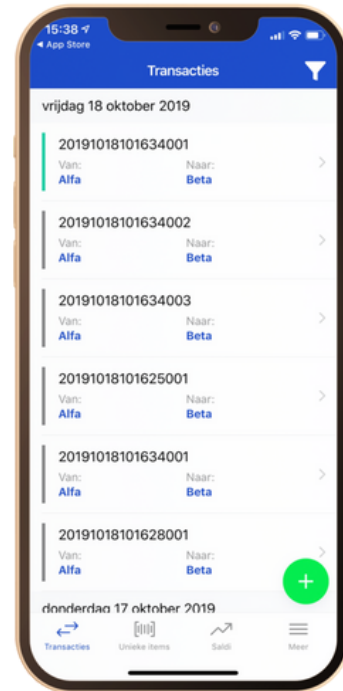 15:38
App Store
Transacties
vrijdag 18 oktober 2019
20191018101634001
Van: Naar:
Alfa Beta
20191018101634002
Van: Naar:
Alfa Beta
20191018101634003
Van: Naar:
Alfa Beta
20191018101625001
Van: Naar:
Alfa Beta
20191018101634001
Van: Naar:
Alfa Beta
20191018101628001
Van: Naar:
Alfa Beta
donderdag 17 oktober 2019
Transacties Unieke items Saldi Meer